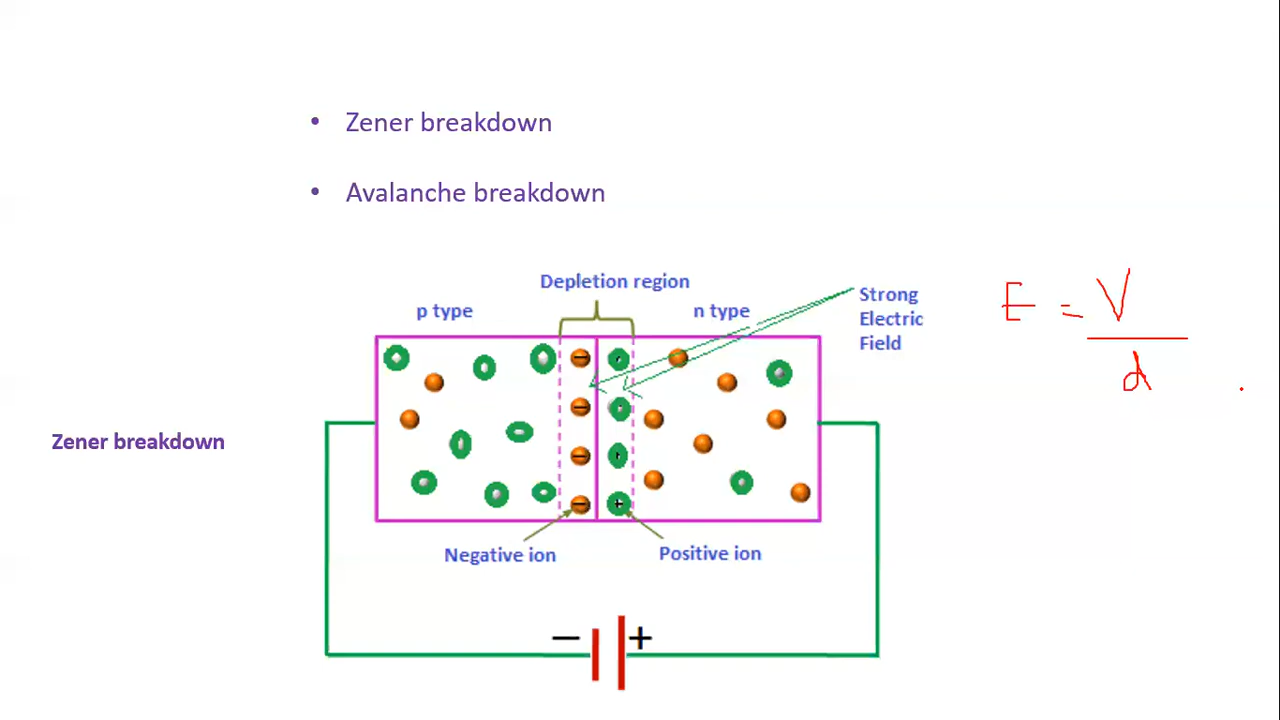 • Zener breakdown
• Avalanche breakdown
Depletion region
p type
n type
Strong
Electric
Field
E = V
d
Zener breakdown
Negative ion
Positive ion
− +